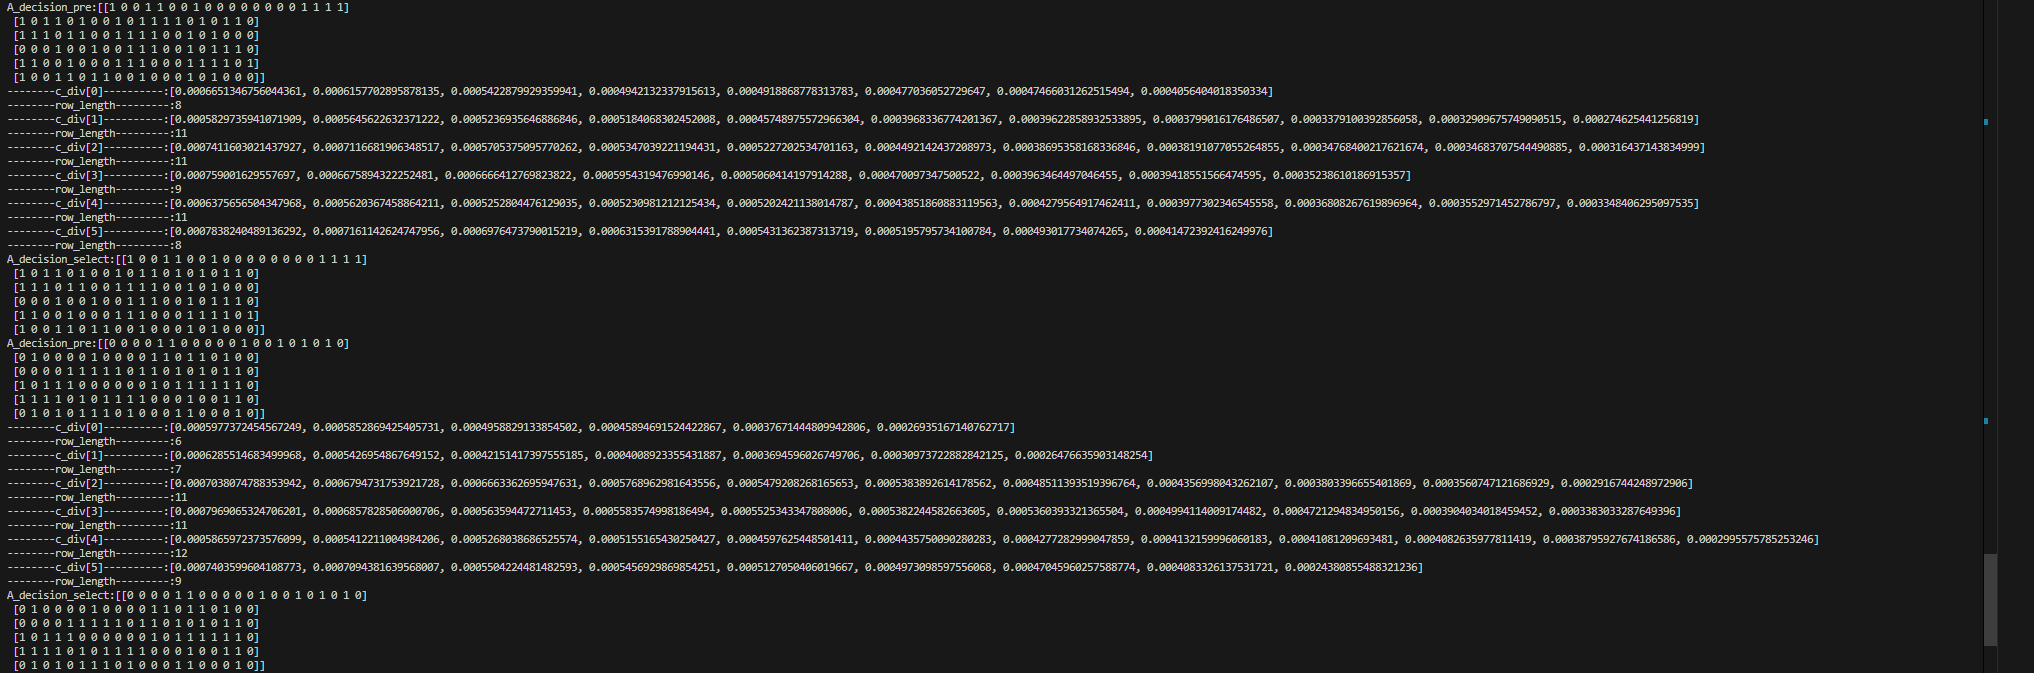 A_decision_pre:[[1 0 0 1 1 0 0 1 0 0 0 0 0 0 0 0 1 1 1 1]
[1 0 1 1 0 1 0 0 1 0 1 1 1 1 0 1 0 1 1 0]
[1 1 1 0 1 1 0 0 1 1 1 1 0 0 1 0 1 0 0 0]
[0 0 0 1 0 0 1 0 0 1 1 1 0 0 1 0 1 1 1 0]
[1 1 0 0 1 0 0 0 1 1 1 0 0 0 1 1 1 1 0 1]
[1 0 0 1 1 0 1 1 0 0 1 0 0 0 1 0 1 0 0 0]]
--------c_div[0]----------:[0.0006651346756044361, 0.0006157702895878135, 0.0005422879929359941, 0.0004942132337915613, 0.0004918868778313783, 0.000477036052729647, 0.00047466031262515494, 0.0004056404018350334]
--------row_length---------:8
--------c_div[1]----------:[0.0005829735941071909, 0.0005645622632371222, 0.0005236935646886846, 0.0005184068302452008, 0.00045748975572966304, 0.0003968336774201367, 0.00039622858932533895, 0.0003799016176486507, 0.0003379100392856058, 0.00032909675749090515, 0.000274625441256819]
--------row_length---------:11
--------c_div[2]----------:[0.0007411603021437927, 0.0007116681906348517, 0.0005705375095770262, 0.0005347039221194431, 0.0005227202534701163, 0.0004492142437208973, 0.00038695358168336846, 0.00038191077055264855, 0.00034768400217621674, 0.00034683707544490885, 0.000316437143834999]
--------row_length---------:11
--------c_div[3]----------:[0.000759001629557697, 0.0006675894322252481, 0.0006666412769823822, 0.0005954319476990146, 0.0005060414197914288, 0.000470097347500522, 0.0003963464497046455, 0.00039418551566474595, 0.00035238610186915357]
--------row_length---------:9
--------c_div[4]----------:[0.0006375656504347968, 0.0005620367458864211, 0.0005252804476129035, 0.0005230981212125434, 0.0005202421138014787, 0.00043851860883119563, 0.0004279564917462411, 0.0003977302346545558, 0.00036808267619896964, 0.0003552971452786797, 0.0003348406295097535]
--------row_length---------:11
--------c_div[5]----------:[0.0007838240489136292, 0.0007161142624747956, 0.0006976473790015219, 0.0006315391788904441, 0.0005431362387313719, 0.0005195795734100784, 0.000493017734074265, 0.00041472392416249976]
--------row_length---------:8
A_decision_select:[[1 0 0 1 1 0 0 1 0 0 0 0 0 0 0 0 1 1 1 1]
[1 0 1 1 0 1 0 0 1 0 1 1 0 1 0 1 0 1 1 0]
[1 1 1 0 1 1 0 0 1 1 1 1 0 0 1 0 1 0 0 0]
[0 0 0 1 0 0 1 0 0 1 1 1 0 0 1 0 1 1 1 0]
[1 1 0 0 1 0 0 0 1 1 1 0 0 0 1 1 1 1 0 1]
[1 0 0 1 1 0 1 1 0 0 1 0 0 0 1 0 1 0 0 0]]
A_decision_pre:[[0 0 0 0 1 1 0 0 0 0 0 1 0 0 1 0 1 0 1 0]
[0 1 0 0 0 0 1 0 0 0 0 1 1 0 1 1 0 1 0 0]
[0 0 0 0 1 1 1 1 1 0 1 1 0 1 0 1 0 1 1 0]
[1 0 1 1 1 0 0 0 0 0 0 1 0 1 1 1 1 1 1 0]
[1 1 1 1 0 1 0 1 1 1 1 0 0 0 1 0 0 1 1 0]
[0 1 0 1 0 1 1 1 0 1 0 0 0 1 1 0 0 0 1 0]]
--------c_div[0]----------:[0.0005977372454567249, 0.0005852869425405731, 0.0004958829133854502, 0.00045894691524422867, 0.00037671444809942806, 0.00026935167140762717]
--------row_length---------:6
--------c_div[1]----------:[0.0006285514683499968, 0.0005426954867649152, 0.00042151417397555185, 0.0004008923355431887, 0.0003694596026749706, 0.00030973722882842125, 0.00026476635903148254]
--------row_length---------:7
--------c_div[2]----------:[0.0007038074788353942, 0.0006794731753921728, 0.0006663362695947631, 0.0005768962981643556, 0.0005479208268165653, 0.0005383892614178562, 0.00048511393519396764, 0.0004356998043262107, 0.0003803396655401869, 0.0003560747121686929, 0.0002916744248972906]
--------row_length---------:11
--------c_div[3]----------:[0.0007969065324706201, 0.0006857828506000706, 0.000563594472711453, 0.0005583574998186494, 0.0005525343347808006, 0.0005382244582663605, 0.0005360393321365504, 0.0004994114009174482, 0.0004721294834950156, 0.0003904034018459452, 0.0003383033287649396]
--------row_length---------:11
--------c_div[4]----------:[0.0005865972373576099, 0.0005412211004984206, 0.0005268038686525574, 0.0005155165430250427, 0.0004597625448501411, 0.0004435750090280283, 0.0004277282999047859, 0.0004132159996060183, 0.00041081209693481, 0.0004082635977811419, 0.00038795927674186586, 0.0002995575785253246]
--------row_length---------:12
--------c_div[5]----------:[0.0007403599604108773, 0.0007094381639568007, 0.0005504224481482593, 0.0005456929869854251, 0.0005127050406019667, 0.0004973098597556068, 0.00047045960257588774, 0.0004083326137531721, 0.00024380855488321236]
--------row_length---------:9
A_decision_select:[[0 0 0 0 1 1 0 0 0 0 0 1 0 0 1 0 1 0 1 0]
[0 1 0 0 0 0 1 0 0 0 0 1 1 0 1 1 0 1 0 0]
[0 0 0 0 1 1 1 1 1 0 1 1 0 1 0 1 0 1 1 0]
[1 0 1 1 1 0 0 0 0 0 0 1 0 1 1 1 1 1 1 0]
[1 1 1 1 0 1 0 1 1 1 1 0 0 0 1 0 0 1 1 0]
[0 1 0 1 0 1 1 1 0 1 0 0 0 1 1 0 0 0 1 0]]